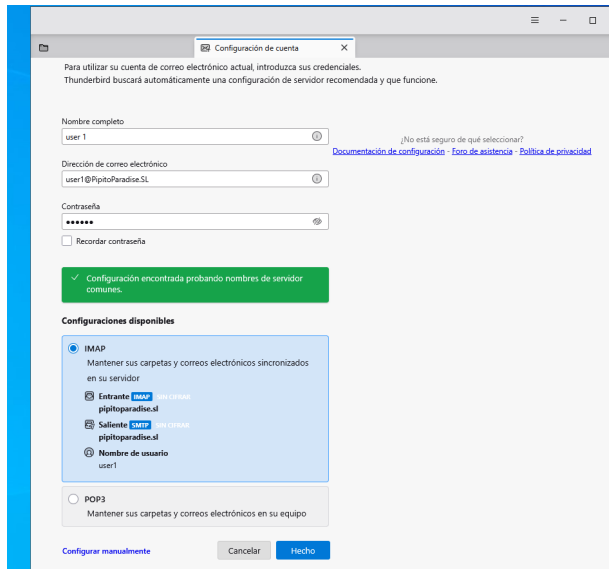 Configuración de cuenta
Para utilizar su cuenta de correo electrónico actual, introduzca sus credenciales.
Thunderbird buscará automáticamente una configuración de servidor recomendada y que funcione.
Nombre completo
user 1
¿No está seguro de qué seleccionar?
Documentación de configuración - Foro de asistencia - Política de privacidad
Dirección de correo electrónico
user1@PipitoParadise.SL
Contraseña
••••••
Recordar contraseña
Configuración encontrada probando nombres de servidor
comunes.
Configuraciones disponibles
IMAP
Mantener sus carpetas y correos electrónicos sincronizados
en su servidor
Entrante IMAP SIN CIFRAR
pipitoparadise.sl
Saliente SMTP SIN CIFRAR
pipitoparadise.sl
Nombre de usuario
user1
POP3
Mantener sus carpetas y correos electrónicos en su equipo
Configurar manualmente Cancelar Hecho